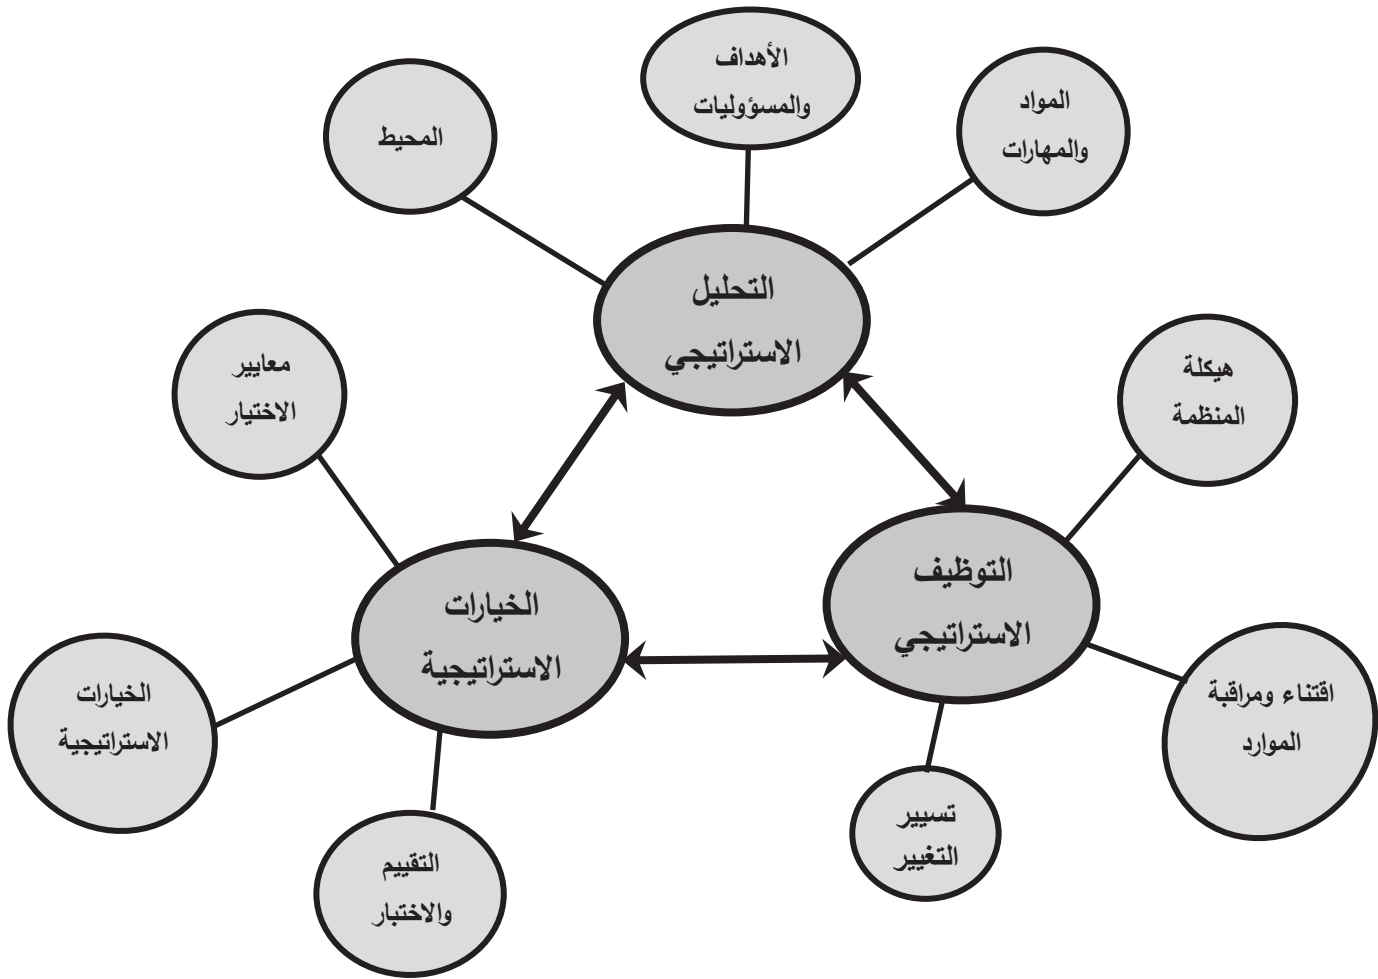 الأهداف
والمسؤوليات
المواد
والمهارات
المحيط
التحليل
الاستراتيجي
هيكلة
المنظمة
معايير
الاختيار
التوظيف
الاستراتيجي
الخيارات
الاستراتيجية
اقتناء ومراقبة
الموارد
الخيارات
الاستراتيجية
تسيير
التغيير
التقييم
والاختبار